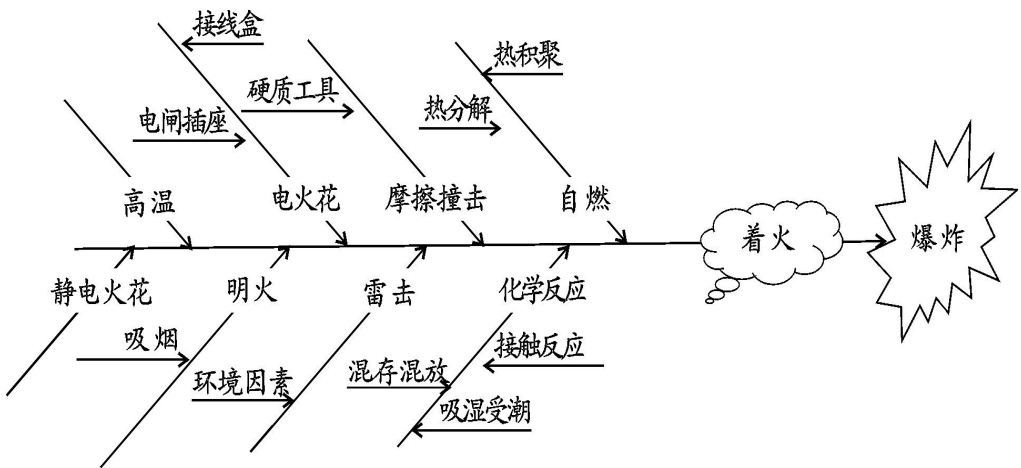 接线盒
硬质工具
热积聚
电闸插座
热分解
高温
电火花
摩擦撞击
自燃
着火
爆炸
静电火花
明火
雷击
化学反应
吸烟
环境因素
混存混放
接触反应
吸湿受潮